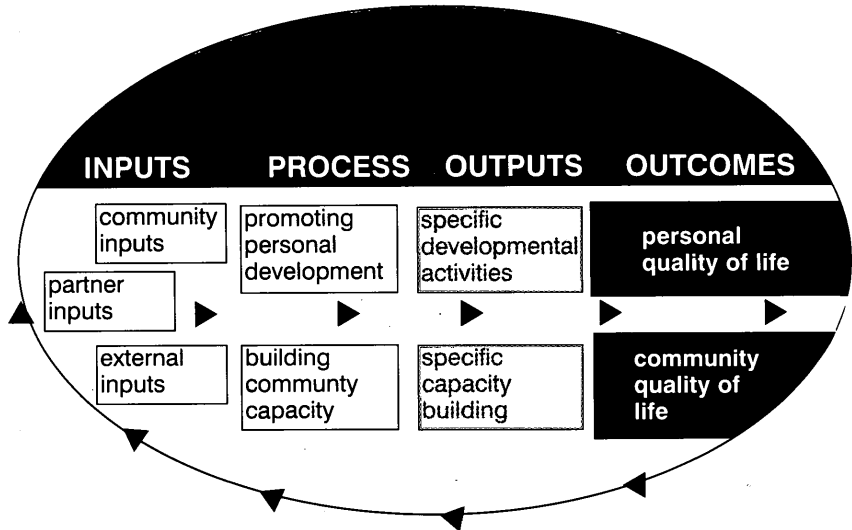 INPUTS PROCESS OUTPUTS OUTCOMES
community
inputs
partner
inputs
external
inputs
promoting
personal
development
building
communty
capacity
specific
developmental
activities
specific
capacity
building
personal
quality of life
community
quality of
life